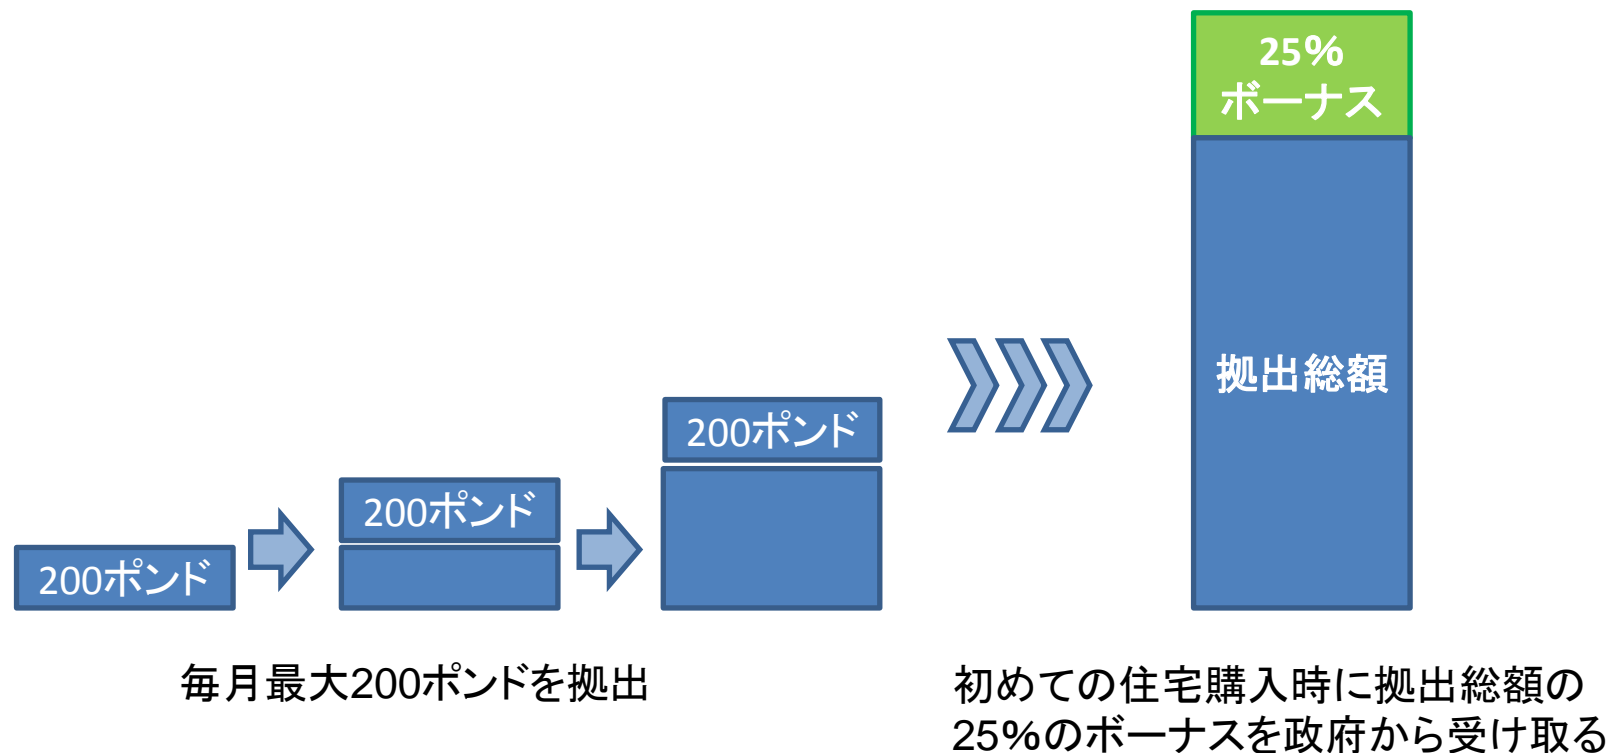 25%
ボーナス
拠出総額
200ポンド
200ポンド
200ポンド
毎月最大200ポンドを拠出
初めての住宅購入時に拠出総額の
25%のボーナスを政府から受け取る